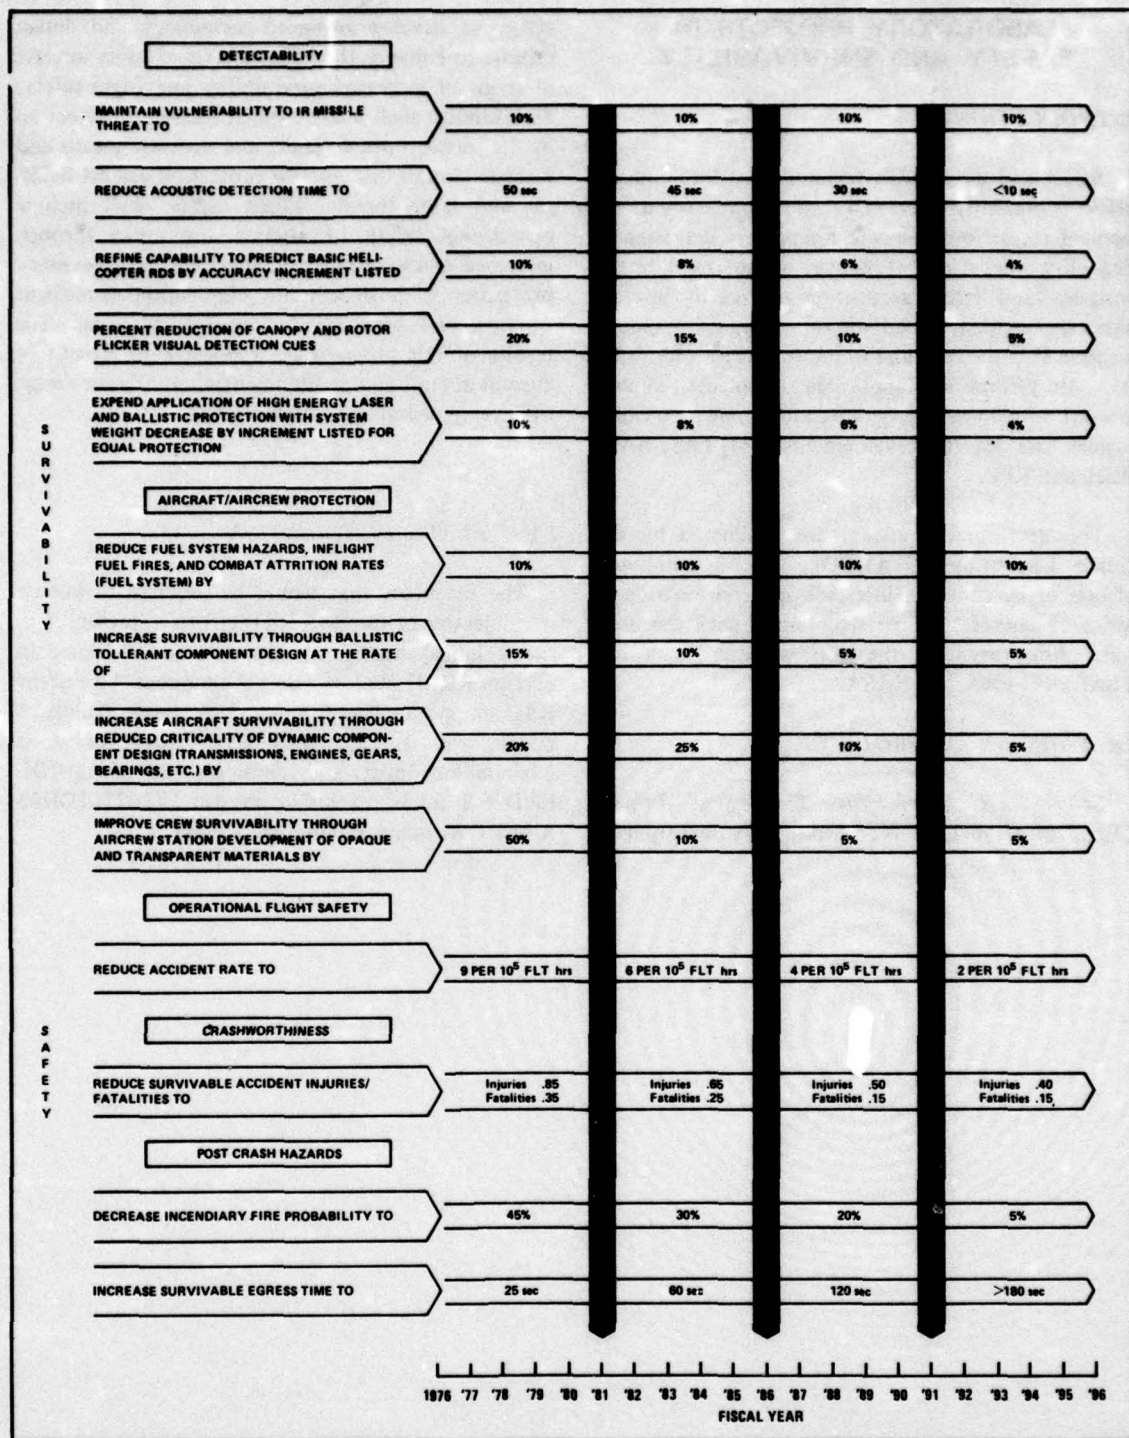 DETECTABILITY
MAINTAIN VULNERABILITY TO IR MISSILE
THREAT TO
10% 10% 10% 10%
REDUCE ACOUSTIC DETECTION TIME TO
50 sec 45 sec 30 sec <10 sec
REFINE CAPABILITY TO PREDICT BASIC HELI-
COPTER RDS BY ACCURACY INCREMENT LISTED
10% 8% 6% 4%
PERCENT REDUCTION OF CANOPY AND ROTOR
FLICKER VISUAL DETECTION CUES
20% 15% 10% 5%
EXPEND APPLICATION OF HIGH ENERGY LASER
AND BALLISTIC PROTECTION WITH SYSTEM
WEIGHT DECREASE BY INCREMENT LISTED FOR
EQUAL PROTECTION
10% 8% 6% 4%
SURVIVABILITY
AIRCRAFT/AIRCREW PROTECTION
REDUCE FUEL SYSTEM HAZARDS, INFLIGHT
FUEL FIRES, AND COMBAT ATTRITION RATES
(FUEL SYSTEM) BY
10% 10% 10% 10%
INCREASE SURVIVABILITY THROUGH BALLISTIC
TOLLERANT COMPONENT DESIGN AT THE RATE
OF
15% 10% 5% 5%
INCREASE AIRCRAFT SURVIVABILITY THROUGH
REDUCED CRITICALITY OF DYNAMIC COMPON-
ENT DESIGN (TRANSMISSIONS, ENGINES, GEARS,
BEARINGS, ETC.) BY
20% 25% 10% 5%
IMPROVE CREW SURVIVABILITY THROUGH
AIRCREW STATION DEVELOPMENT OF OPAQUE
AND TRANSPARENT MATERIALS BY
50% 10% 5% 5%
OPERATIONAL FLIGHT SAFETY
REDUCE ACCIDENT RATE TO
9 PER 10⁵ FLT hrs 6 PER 10⁵ FLT hrs 4 PER 10⁵ FLT hrs 2 PER 10⁵ FLT hrs
SAFETY
CRASHWORTHINESS
REDUCE SURVIVABLE ACCIDENT INJURIES/
FATALITIES TO
Injuries .85 Injuries .65 Injuries .50 Injuries .40
Fatalities .35 Fatalities .25 Fatalities .15 Fatalities .15
POST CRASH HAZARDS
DECREASE INCENDIARY FIRE PROBABILITY TO
45% 30% 20% 5%
INCREASE SURVIVABLE EGRESS TIME TO
25 sec 60 sec 120 sec >180 sec
1976 '77 '78 '79 '80 '81 '82 '83 '84 '85 '86 '87 '88 '89 '90 '91 '92 '93 '94 '95 '96
FISCAL YEAR